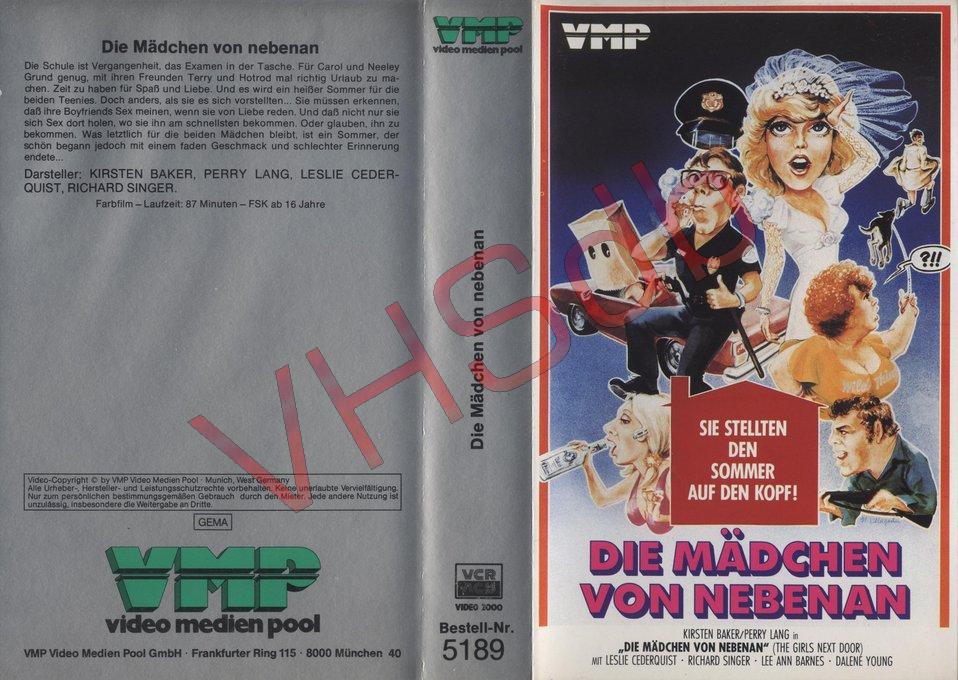 Die Mädchen von nebenan
Die Schule ist Vergangenheit, das Examen in der Tasche. Für Carol und Neeley
Grund genug, mit ihren Freunden Terry und Hotrod mal richtig Urlaub zu ma-
chen. Zeit zu haben für Spaß und Liebe. Und es wird ein heißer Sommer für die
beiden Teenies. Doch anders, als sie es sich vorstellten... Sie müssen erkennen,
daß ihre Boyfriends Sex meinen, wenn sie von Liebe reden. Und daß nicht nur sie
sich Sex dort holen, wo sie ihn am schnellsten bekommen. Oder glauben, ihn zu
bekommen. Was letztlich für die beiden Mädchen bleibt, ist ein Sommer, der
schön begann jedoch mit einem faden Geschmack und schlechter Erinnerung
endete...
Darsteller: KIRSTEN BAKER, PERRY LANG, LESLIE CEDER-
QUIST, RICHARD SINGER.
Farbfilm – Laufzeit: 87 Minuten – FSK ab 16 Jahre
Video-Copyright © by VMP Video Medien Pool · Munich, West Germany
Alle Urheber-, Hersteller- und Leistungsschutzrechte vorbehalten. Keine unerlaubte Vervielfältigung.
Nur zum persönlichen bestimmungsgemäßen Gebrauch durch den Mieter. Jede andere Nutzung ist
unzulässig, insbesondere die Weitergabe an Dritte.
GEMA
VMP
video medien pool
VMP Video Medien Pool GmbH · Frankfurter Ring 115 · 8000 München 40
VMP
video medien pool
Die Mädchen von nebenan
VCR
VIDEO 2000
Bestell-Nr.
5189
VMP
?!!
Wild Thing
SIE STELLTEN
DEN
SOMMER
AUF DEN KOPF!
DIE MÄDCHEN
VON NEBENAN
KIRSTEN BAKER/PERRY LANG in
„DIE MÄDCHEN VON NEBENAN“ (THE GIRLS NEXT DOOR)
MIT LESLIE CEDERQUIST · RICHARD SINGER · LEE ANN BARNES · DALENE YOUNG